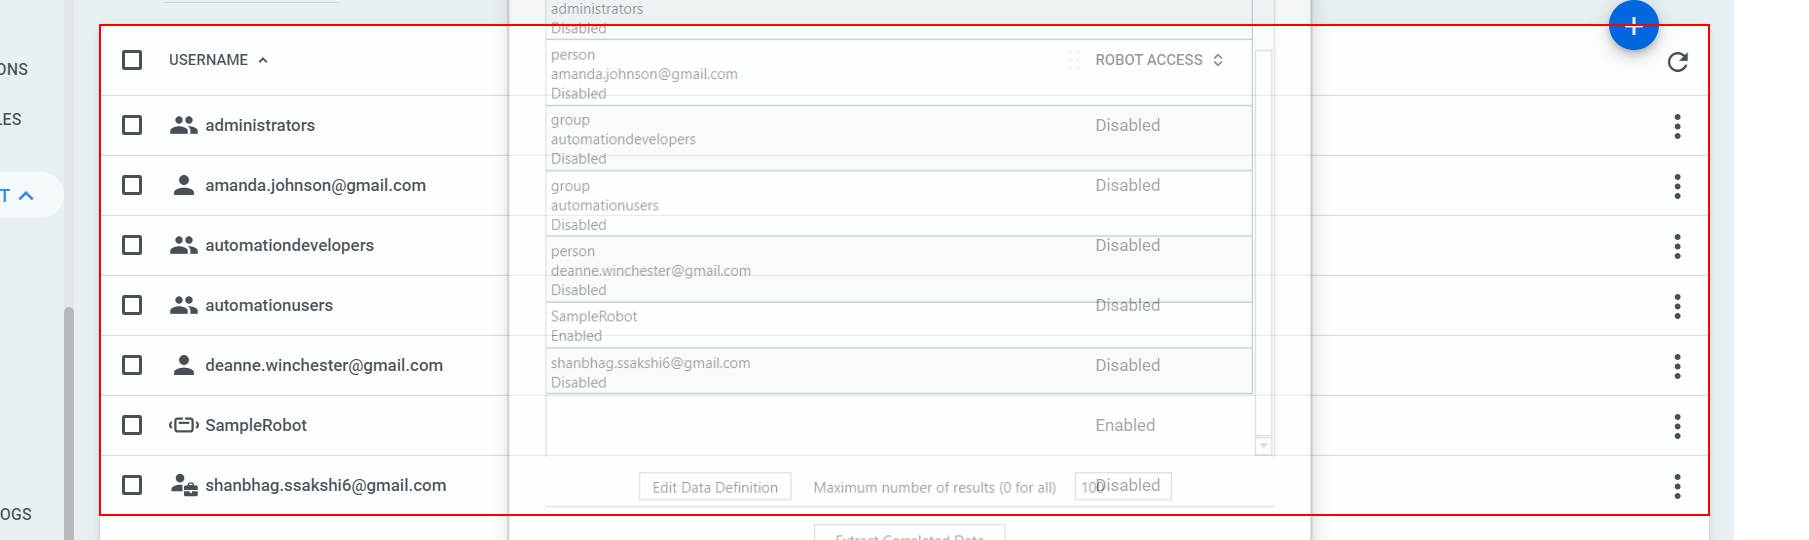 administrators
Disabled
ONS
USERNAME
person
amanda.johnson@gmail.com
Disabled
ROBOT ACCESS
LES
administrators
group
automationdevelopers
Disabled
Disabled
T
amanda.johnson@gmail.com
group
automationusers
Disabled
Disabled
automationdevelopers
person
deanne.winchester@gmail.com
Disabled
Disabled
automationusers
SampleRobot
Enabled
Disabled
deanne.winchester@gmail.com
shanbhag.ssakshi6@gmail.com
Disabled
Disabled
SampleRobot
Enabled
OGS
shanbhag.ssakshi6@gmail.com
Edit Data Definition
Maximum number of results (0 for all)
100
Disabled
Extract Correlated Data